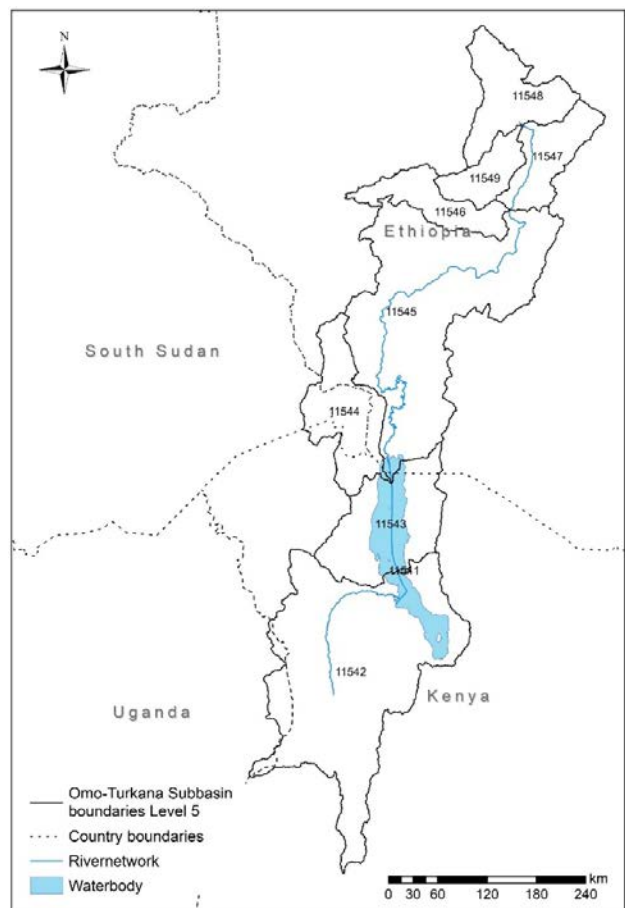 N
11548
11547
11549
11546
Ethiopia
11545
South Sudan
11544
11543
11541
11542
Uganda
Kenya
Omo-Turkana Subbasin
boundaries Level 5
Country boundaries
Rivernetwork
Waterbody
km
0 30 60 120 180 240